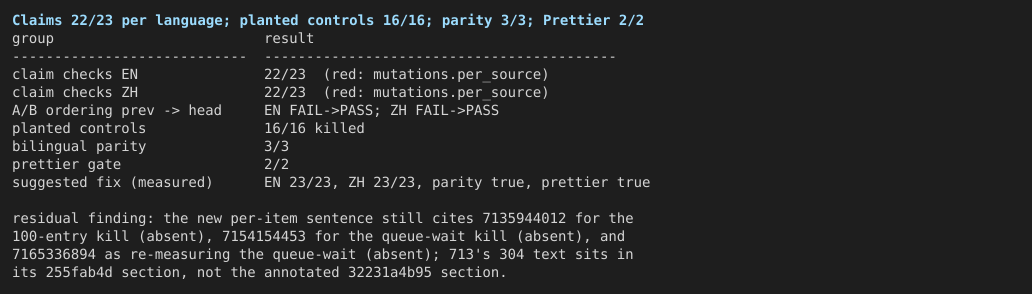 Claims 22/23 per language; planted controls 16/16; parity 3/3; Prettier 2/2
group                          result
----------------------------  ------------------------------------------
claim checks EN                22/23  (red: mutations.per_source)
claim checks ZH                22/23  (red: mutations.per_source)
A/B ordering prev -> head      EN FAIL->PASS; ZH FAIL->PASS
planted controls               16/16 killed
bilingual parity               3/3
prettier gate                  2/2
suggested fix (measured)       EN 23/23, ZH 23/23, parity true, prettier true
residual finding: the new per-item sentence still cites 7135944012 for the
100-entry kill (absent), 7154154453 for the queue-wait kill (absent), and
7165336894 as re-measuring the queue-wait (absent); 713's 304 text sits in
its 255fab4d section, not the annotated 32231a4b95 section.